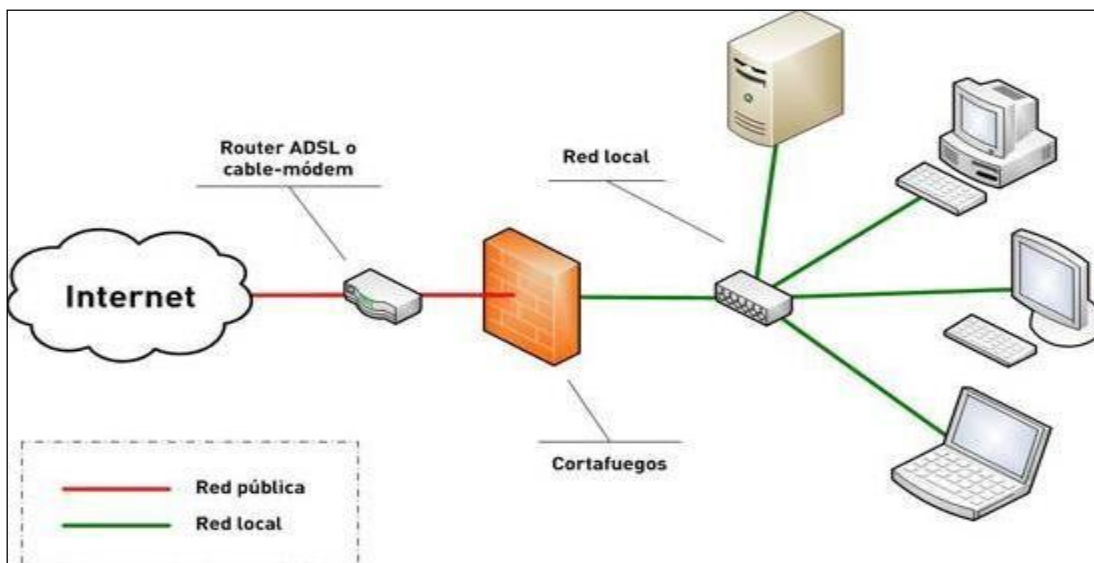 Router ADSL o
cable-módem
Red local
Internet
Cortafuegos
Red pública
Red local